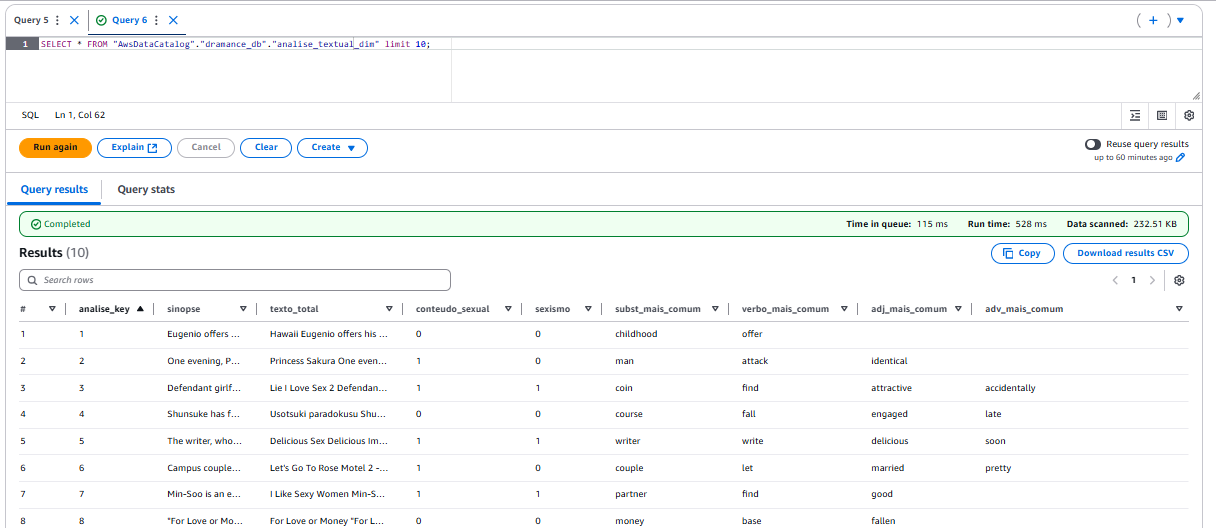 Query 5 Query 6
1 SELECT * FROM "AwsDataCatalog"."dramance_db"."analise_textual_dim" limit 10;
SQL Ln 1, Col 62
Run again Explain Cancel Clear Create Reuse query results
up to 60 minutes ago
Query results Query stats
Completed Time in queue: 115 ms Run time: 528 ms Data scanned: 232.51 KB
Results (10) Copy Download results CSV
Search rows 1
# analise_key sinopse texto_total conteudo_sexual sexismo subst_mais_comum verbo_mais_comum adj_mais_comum adv_mais_comum
1 1 Eugenio offers ... Hawaii Eugenio offers his ... 0 0 childhood offer
2 2 One evening, P... Princess Sakura One even... 1 0 man attack identical
3 3 Defendant girlf... Lie I Love Sex 2 Defendan... 1 1 coin find attractive accidentally
4 4 Shunsuke has f... Usotsuki paradokusu Shu... 0 0 course fall engaged late
5 5 The writer, who... Delicious Sex Delicious Im... 1 1 writer write delicious soon
6 6 Campus couple... Let's Go To Rose Motel 2 -... 1 0 couple let married pretty
7 7 Min-Soo is an e... I Like Sexy Women Min-S... 1 1 partner find good
8 8 "For Love or Mo... For Love or Money "For L... 0 0 money base fallen